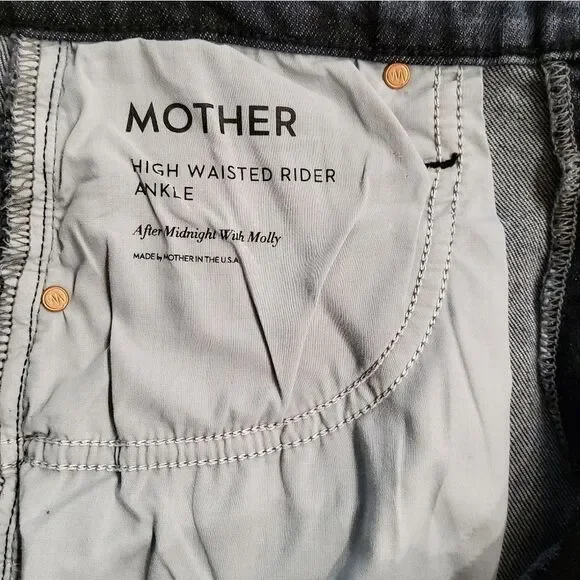 MOTHER
HIGH WAISTED RIDER
ANKLE
After Midnight With Molly
MADE by MOTHER IN THE U.S.A